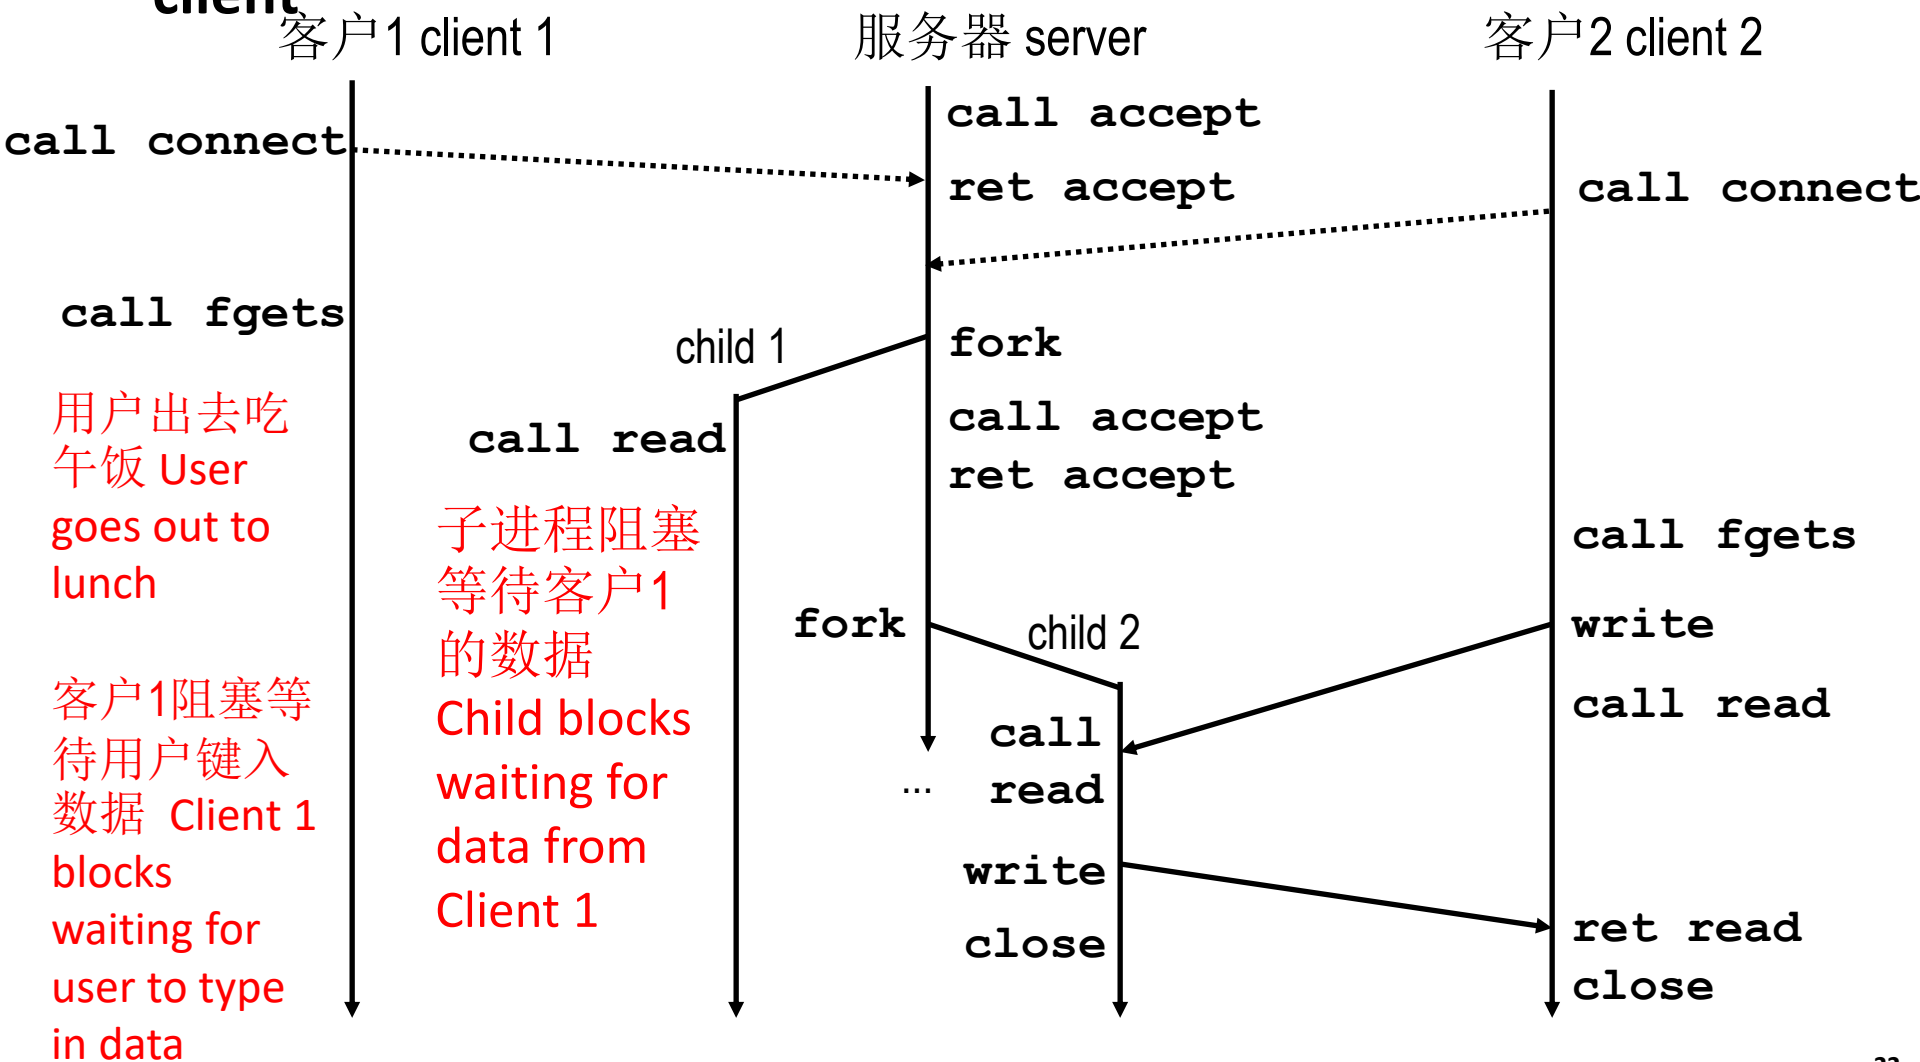 client
客户1 client 1
服务器 server
客户2 client 2
call connect
call accept
ret accept
call connect
call fgets
child 1
fork
call accept
ret accept
call read
用户出去吃
午饭 User
goes out to
lunch
客户1阻塞等
待用户键入
数据 Client 1
blocks
waiting for
user to type
in data
子进程阻塞
等待客户1
的数据
Child blocks
waiting for
data from
Client 1
fork
child 2
call
read
...
write
close
call fgets
write
call read
ret read
close